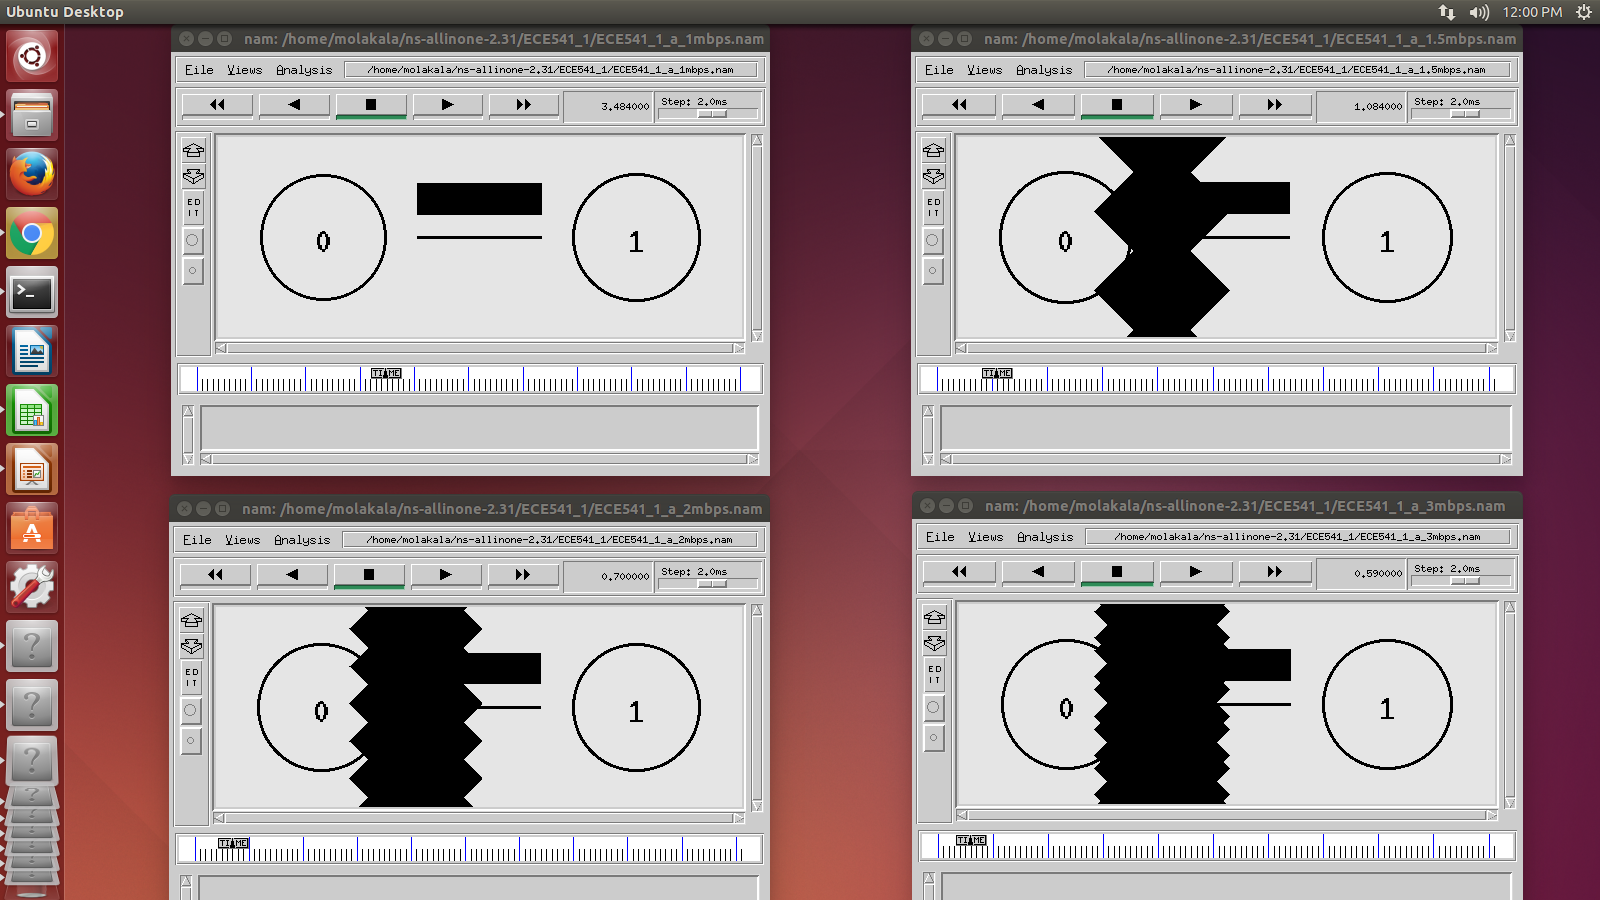 Ubuntu Desktop
12:00 PM
nam: /home/molakala/ns-allinone-2.31/ECE541_1/ECE541_1_a_1mbps.nam
File Views Analysis /home/molakala/ns-allinone-2.31/ECE541_1/ECE541_1_a_1mbps.nam
3.484000 Step: 2.0ms
ED
IT
0 1
TIME
nam: /home/molakala/ns-allinone-2.31/ECE541_1/ECE541_1_a_1.5mbps.nam
File Views Analysis /home/molakala/ns-allinone-2.31/ECE541_1/ECE541_1_a_1.5mbps.nam
1.084000 Step: 2.0ms
ED
IT
0 1
TIME
nam: /home/molakala/ns-allinone-2.31/ECE541_1/ECE541_1_a_2mbps.nam
File Views Analysis /home/molakala/ns-allinone-2.31/ECE541_1/ECE541_1_a_2mbps.nam
0.700000 Step: 2.0ms
ED
IT
0 1
TIME
nam: /home/molakala/ns-allinone-2.31/ECE541_1/ECE541_1_a_3mbps.nam
File Views Analysis /home/molakala/ns-allinone-2.31/ECE541_1/ECE541_1_a_3mbps.nam
0.590000 Step: 2.0ms
ED
IT
0 1
TIME